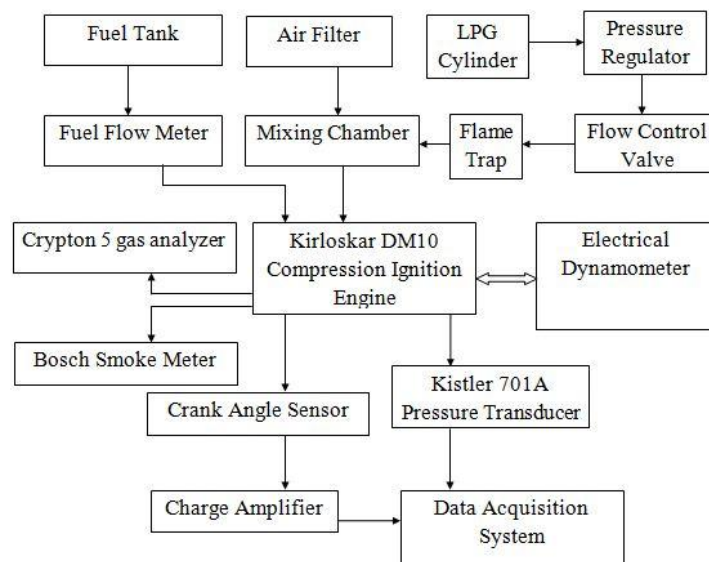 Fuel Tank
Air Filter
LPG
Cylinder
Pressure
Regulator
Fuel Flow Meter
Mixing Chamber
Flame
Trap
Flow Control
Valve
Crypton 5 gas analyzer
Kirloskar DM10
Compression Ignition
Engine
Electrical
Dynamometer
Bosch Smoke Meter
Crank Angle Sensor
Kistler 701A
Pressure Transducer
Charge Amplifier
Data Acquisition
System